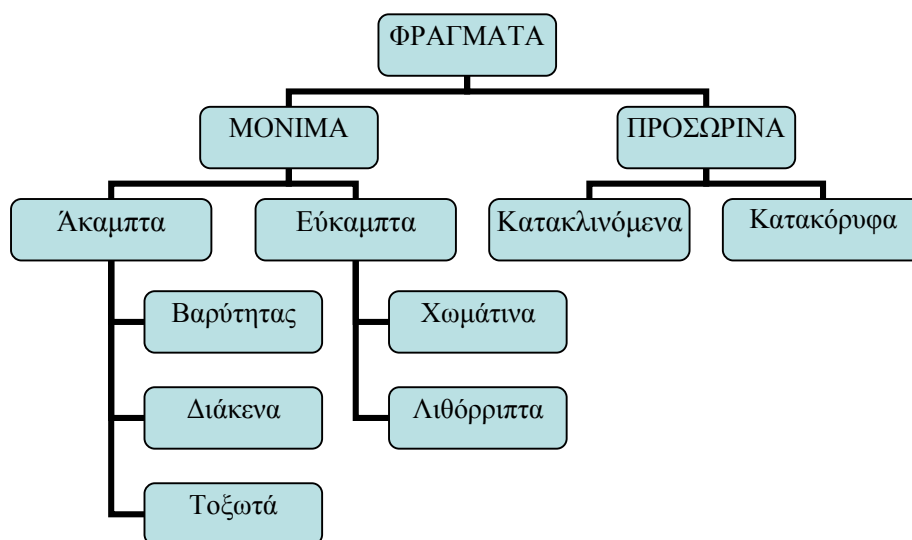 ΦΡΑΓΜΑΤΑ
ΜΟΝΙΜΑ
ΠΡΟΣΩΡΙΝΑ
Άκαμπτα
Εύκαμπτα
Κατακλινόμενα
Κατακόρυφα
Βαρύτητας
Χωμάτινα
Διάκενα
Λιθόρριπτα
Τοξωτά